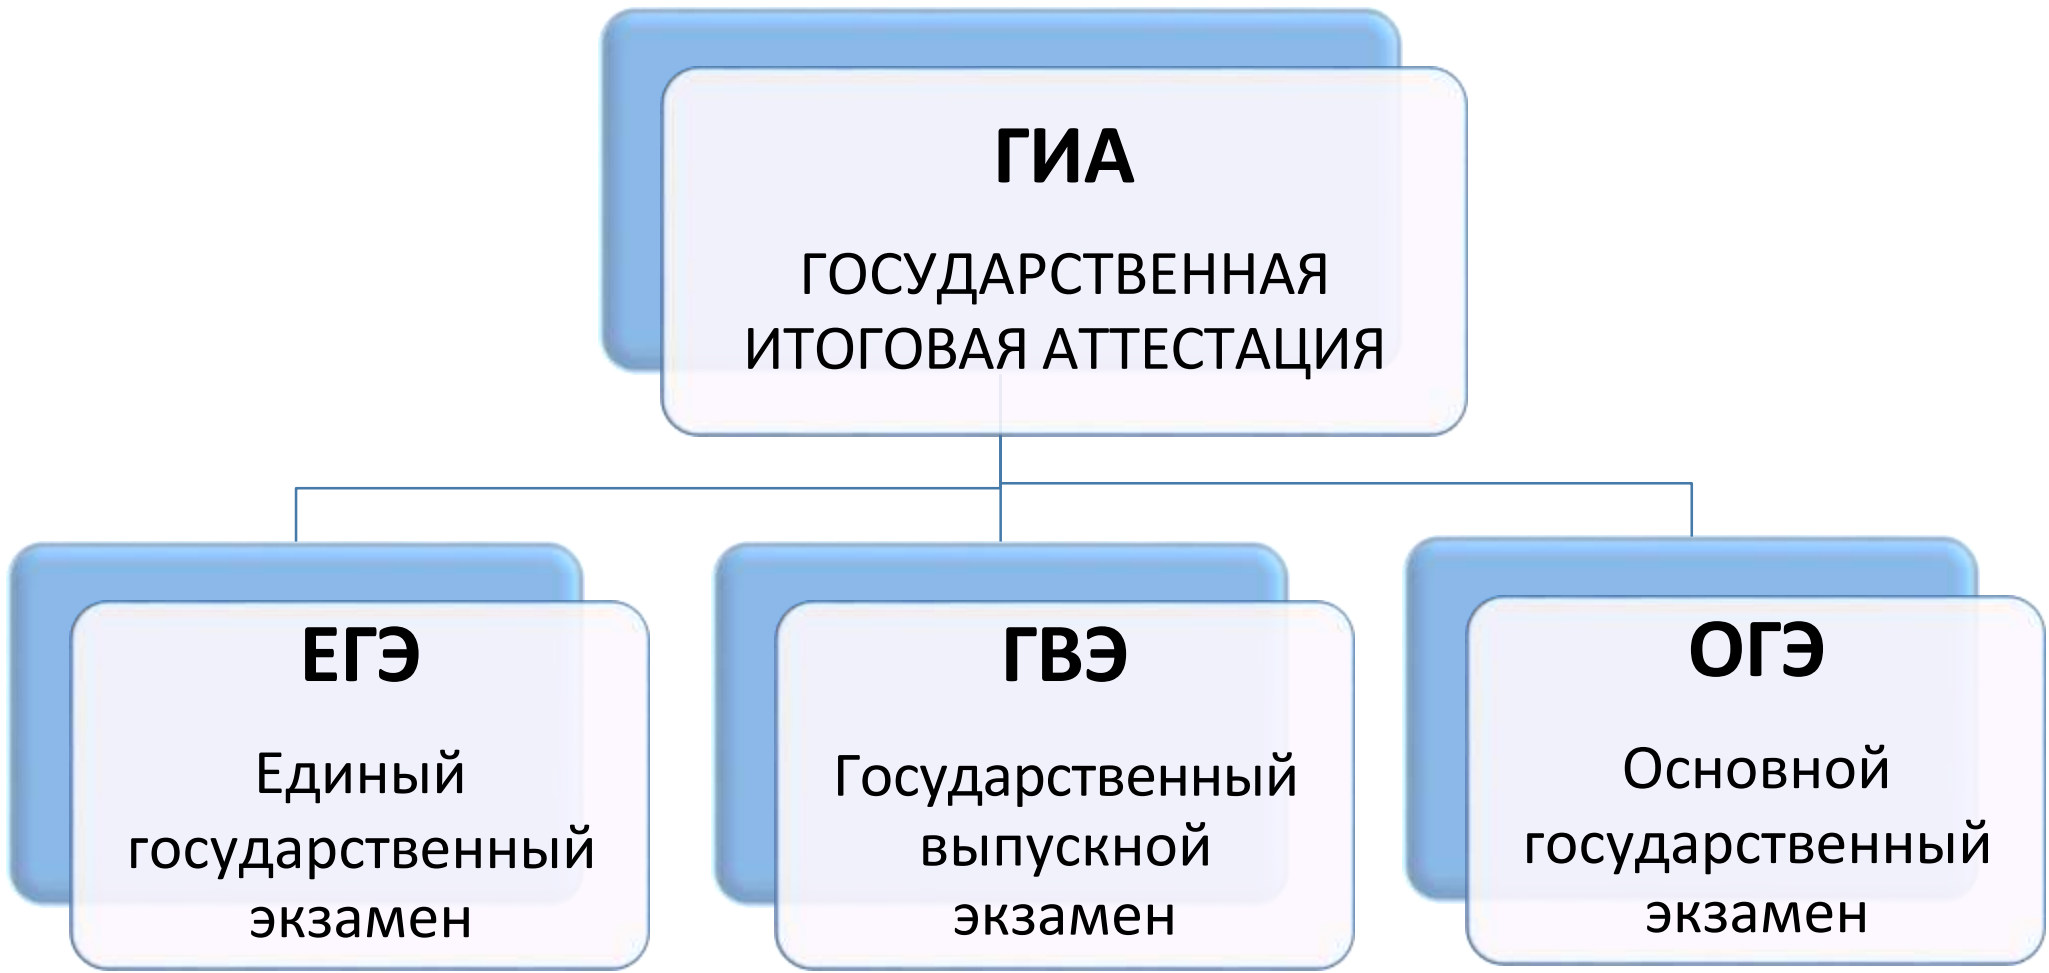 ГИА
ГОСУДАРСТВЕННАЯ
ИТОГОВАЯ АТТЕСТАЦИЯ
ЕГЭ
Единый
государственный
экзамен
ГВЭ
Государственный
выпускной
экзамен
ОГЭ
Основной
государственный
экзамен